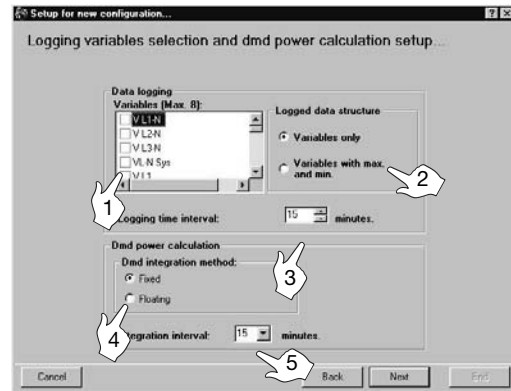 Setup for new configuration...
Logging variables selection and dmd power calculation setup...
Data logging
Variables (Max. 8):
V L1-N
V L2-N
V L3-N
VL-N Sys
V L1
Logged data structure
Variables only
Variables with max.
and min.
1
2
Logging time interval:
15
minutes.
Dmd power calculation
Dmd integration method:
3
Fixed
Floating
4
Integration interval:
15
minutes.
5
Cancel
Back
Next
End